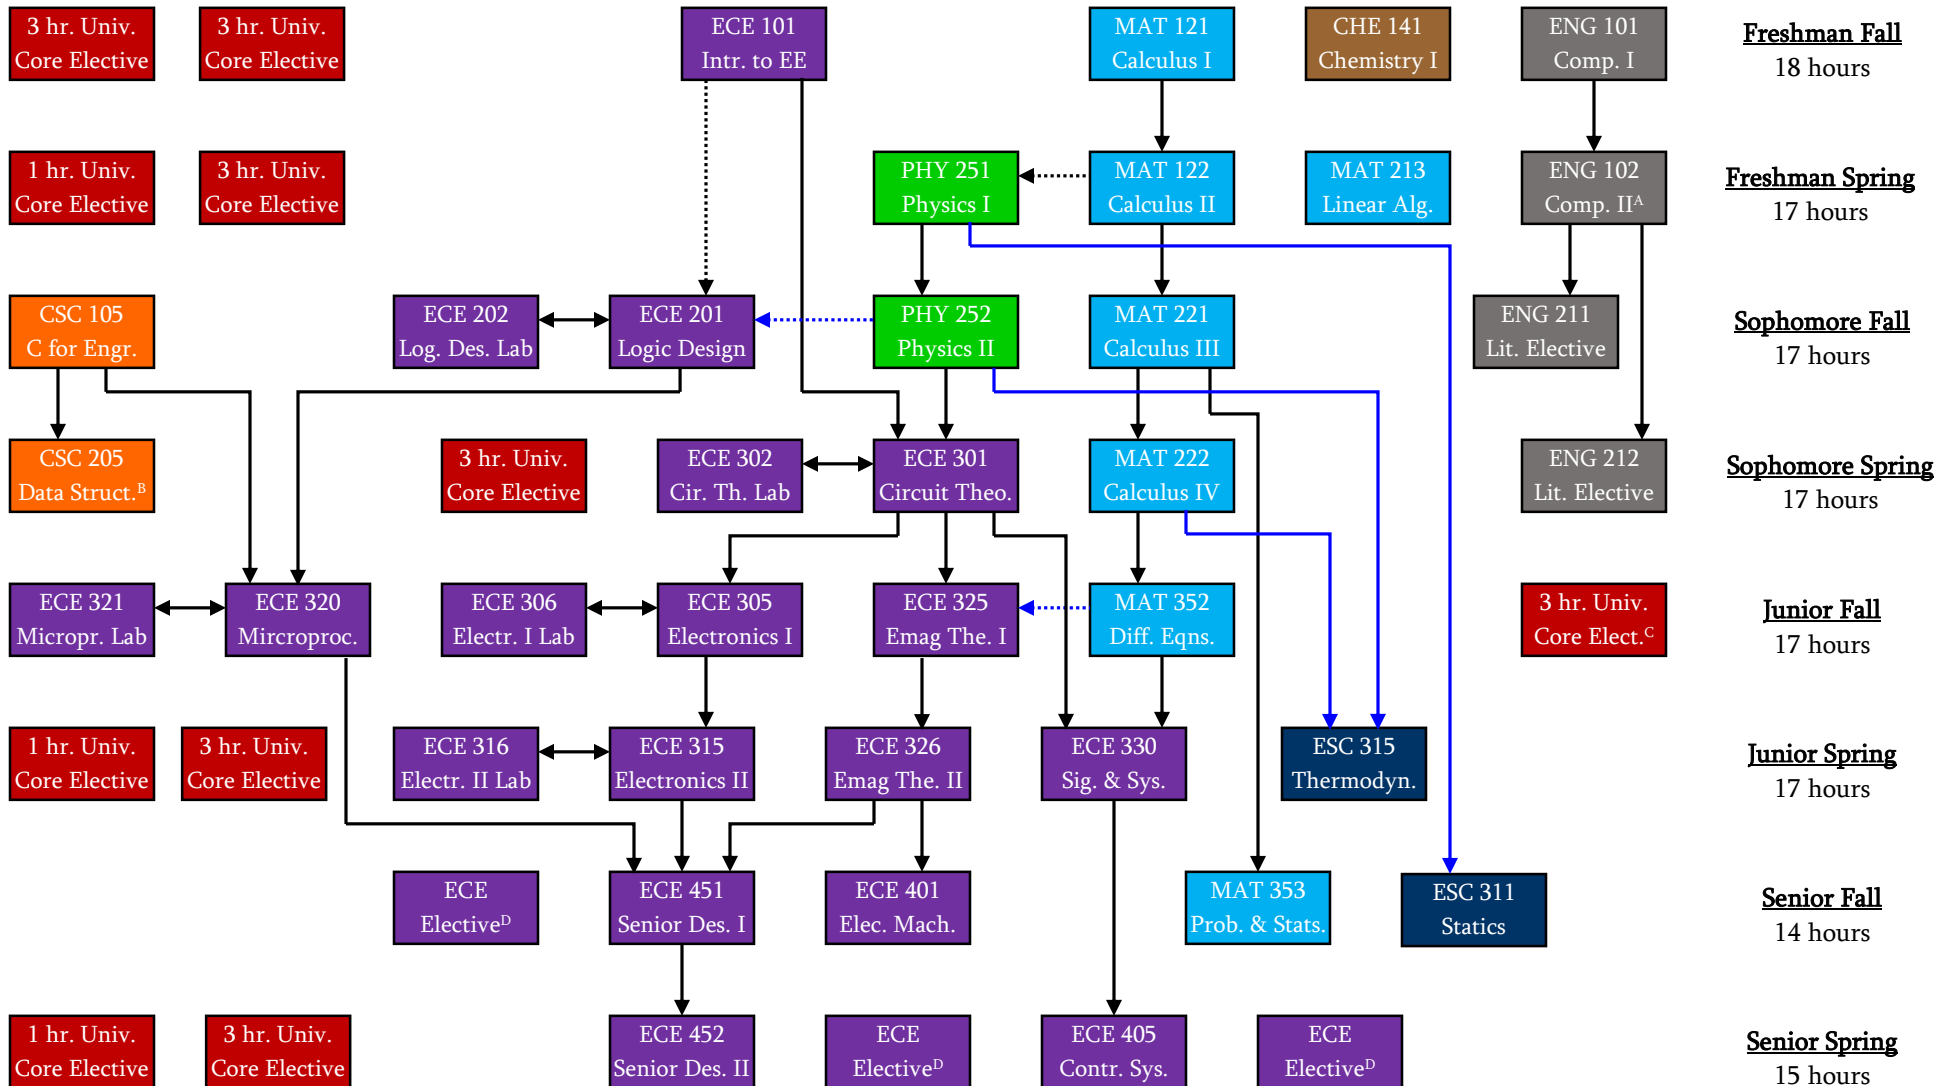 3 hr. Univ.
Core Elective
3 hr. Univ.
Core Elective
ECE 101
Intr. to EE
MAT 121
Calculus I
CHE 141
Chemistry I
ENG 101
Comp. I
Freshman Fall
18 hours
1 hr. Univ.
Core Elective
3 hr. Univ.
Core Elective
PHY 251
Physics I
MAT 122
Calculus II
MAT 213
Linear Alg.
ENG 102
Comp. IIA
Freshman Spring
17 hours
CSC 105
C for Engr.
ECE 202
Log. Des. Lab
ECE 201
Logic Design
PHY 252
Physics II
MAT 221
Calculus III
ENG 211
Lit. Elective
Sophomore Fall
17 hours
CSC 205
Data Struct.B
3 hr. Univ.
Core Elective
ECE 302
Cir. Th. Lab
ECE 301
Circuit Theo.
MAT 222
Calculus IV
ENG 212
Lit. Elective
Sophomore Spring
17 hours
ECE 321
Micropr. Lab
ECE 320
Mircroproc.
ECE 306
Electr. I Lab
ECE 305
Electronics I
ECE 325
Emag The. I
MAT 352
Diff. Eqns.
3 hr. Univ.
Core Elect.C
Junior Fall
17 hours
1 hr. Univ.
Core Elective
3 hr. Univ.
Core Elective
ECE 316
Electr. II Lab
ECE 315
Electronics II
ECE 326
Emag The. II
ECE 330
Sig. & Sys.
ESC 315
Thermodyn.
Junior Spring
17 hours
ECE
ElectiveD
ECE 451
Senior Des. I
ECE 401
Elec. Mach.
MAT 353
Prob. & Stats.
ESC 311
Statics
Senior Fall
14 hours
1 hr. Univ.
Core Elective
3 hr. Univ.
Core Elective
ECE 452
Senior Des. II
ECE
ElectiveD
ECE 405
Contr. Sys.
ECE
ElectiveD
Senior Spring
15 hours